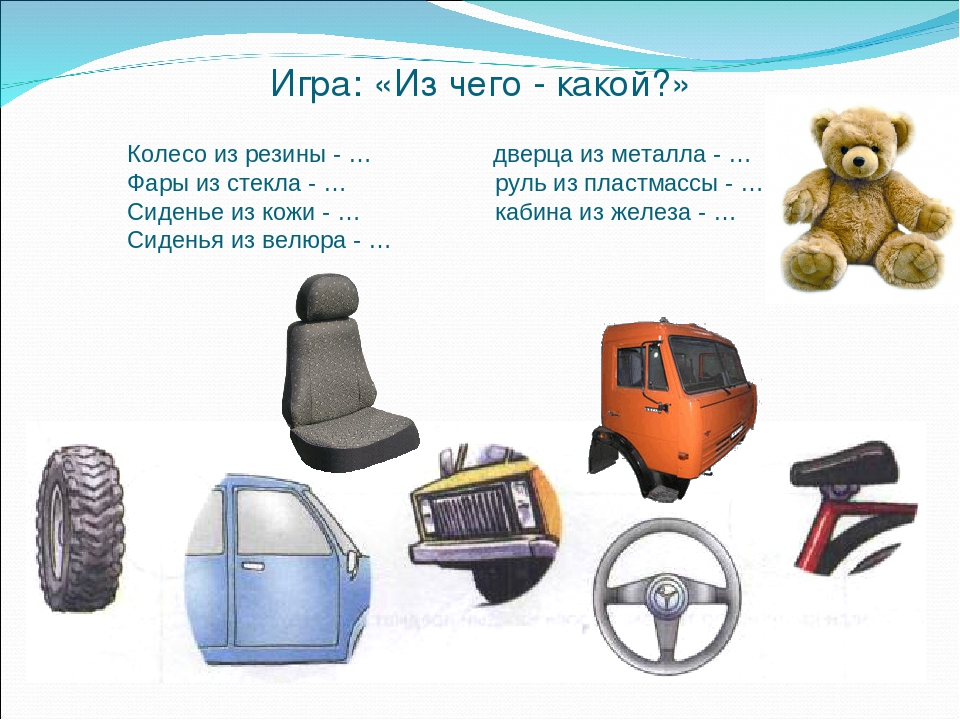 Игра: «Из чего - какой?»
Колесо из резины - … дверца из металла - …
Фары из стекла - … руль из пластмассы - …
Сиденье из кожи - … кабина из железа - …
Сиденья из велюра - …